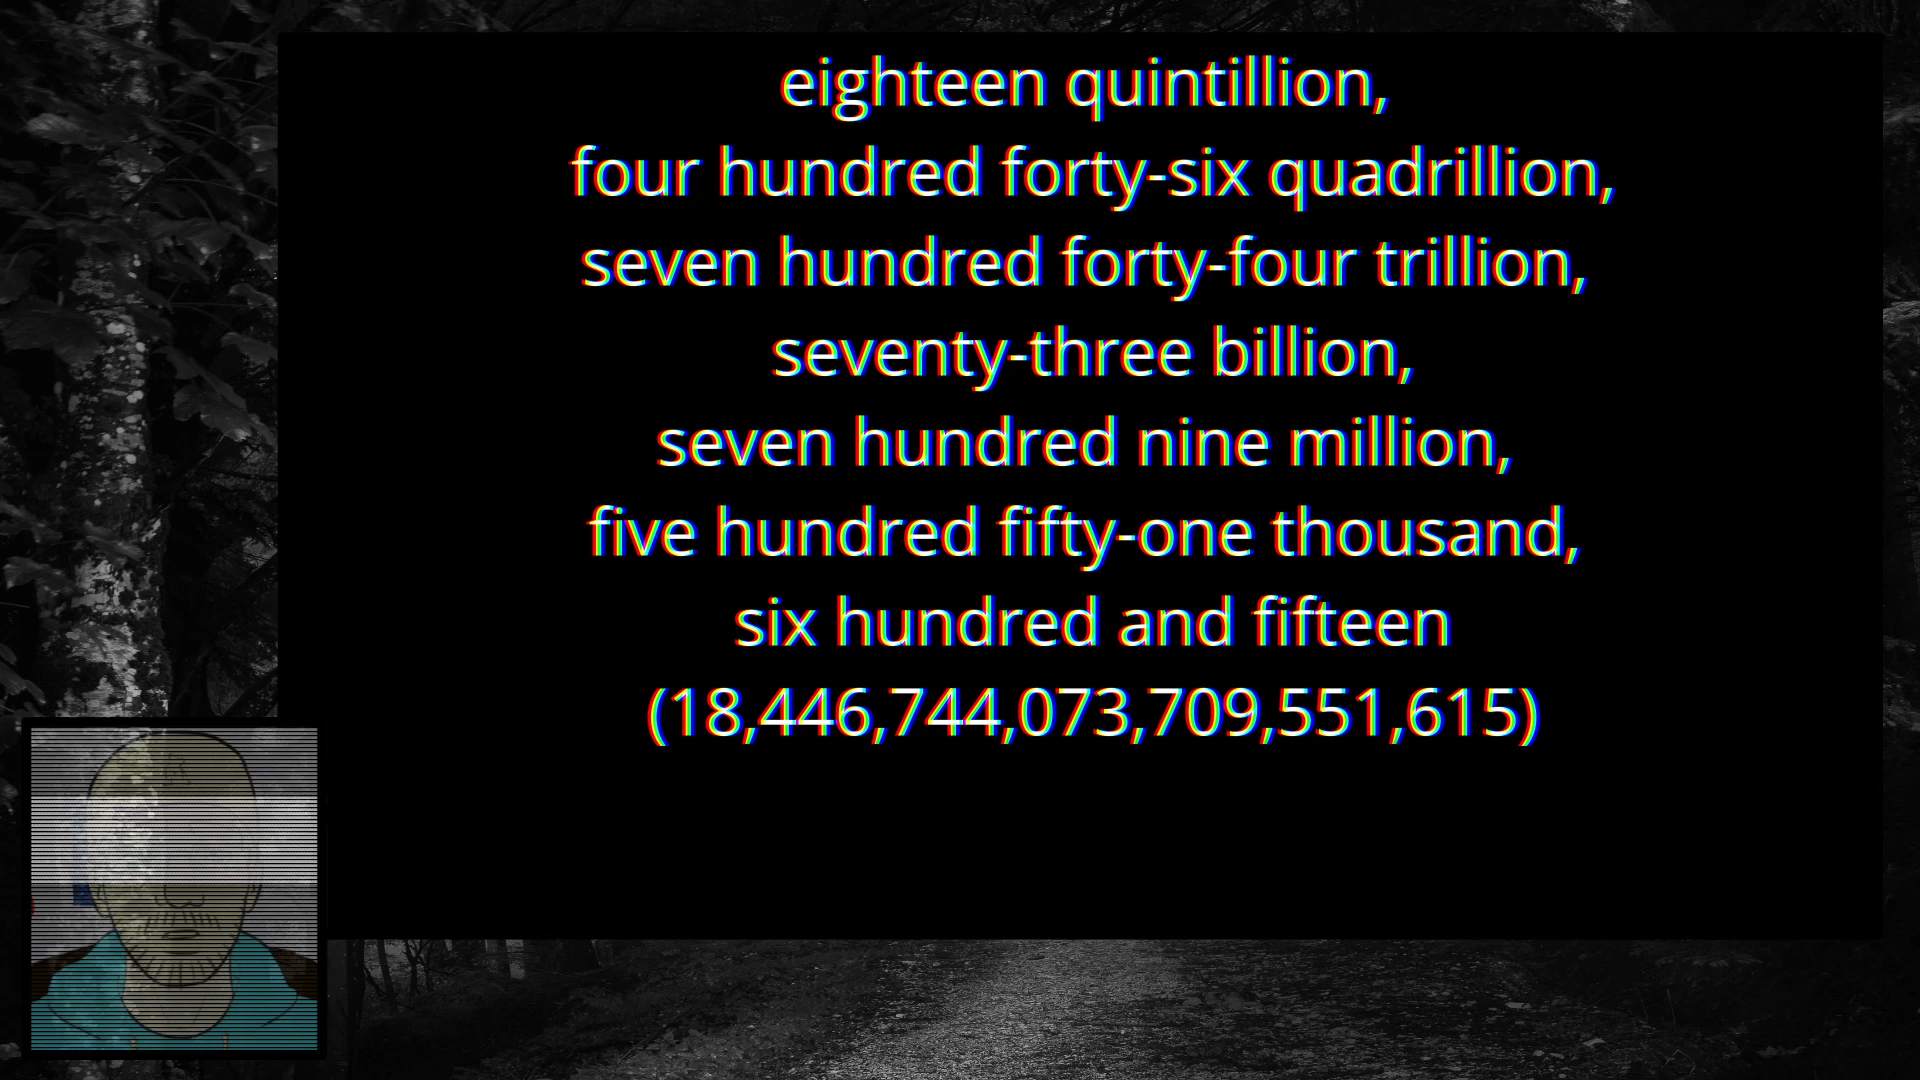 eighteen quintillion,
four hundred forty-six quadrillion,
seven hundred forty-four trillion,
seventy-three billion,
seven hundred nine million,
five hundred fifty-one thousand,
six hundred and fifteen
(18,446,744,073,709,551,615)